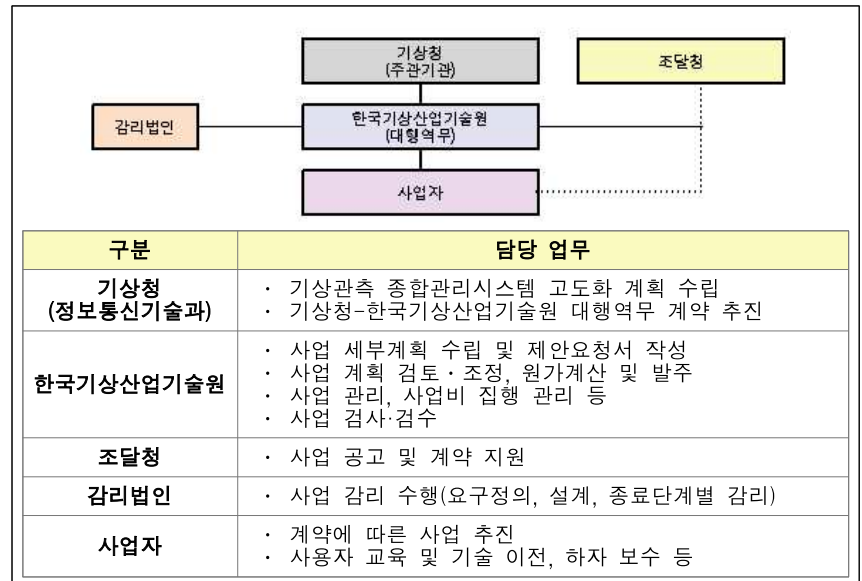 기상청
(주관기관)
조달청
감리법인
한국기상산업기술원
(대행역무)
사업자
구분 담당 업무
기상청
(정보통신기술과)
· 기상관측 종합관리시스템 고도화 계획 수립
· 기상청-한국기상산업기술원 대행역무 계약 추진
한국기상산업기술원
· 사업 세부계획 수립 및 제안요청서 작성
· 사업 계획 검토·조정, 원가계산 및 발주
· 사업 관리, 사업비 집행 관리 등
· 사업 검사·검수
조달청
· 사업 공고 및 계약 지원
감리법인
· 사업 감리 수행(요구정의, 설계, 종료단계별 감리)
사업자
· 계약에 따른 사업 추진
· 사용자 교육 및 기술 이전, 하자 보수 등